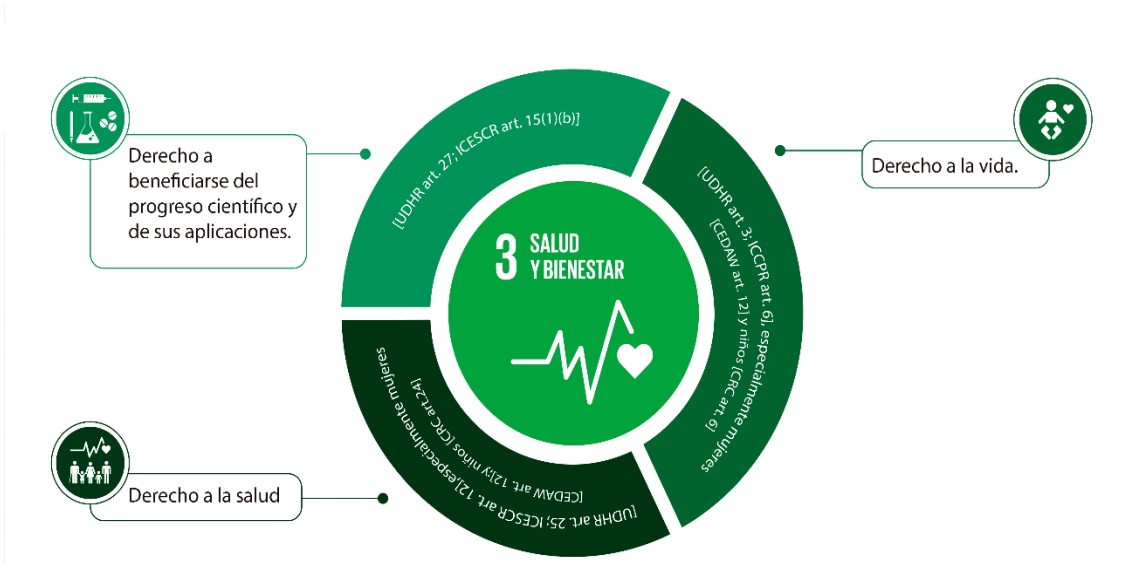 Derecho a
beneficiarse del
progreso científico y
de sus aplicaciones.
[UDHR art. 27; ICESCR art. 15(1)(b)]
Derecho a la vida.
[UDHR art. 3; ICCPR art. 6], especialmente mujeres
[CEDAW art. 12] y niños [CRC art. 6]
3 SALUD
Y BIENESTAR
Derecho a la salud
[UDHR art. 25; ICESCR art. 12],especialmente mujeres
[CEDAW art. 12],y niños [CRC art.24]